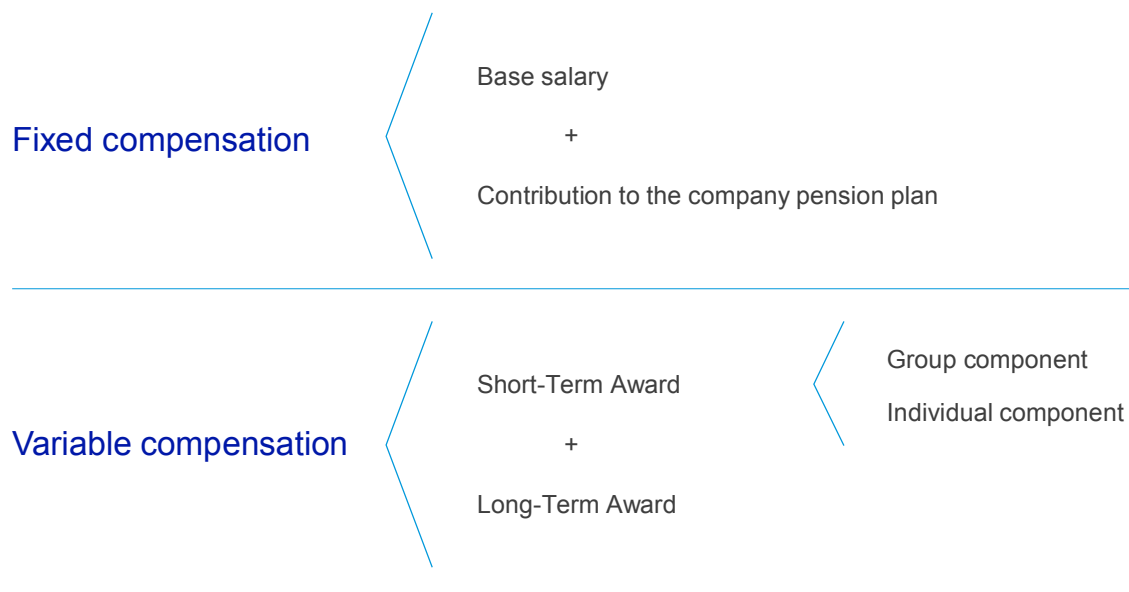 Fixed compensation
Base salary
+
Contribution to the company pension plan
Variable compensation
Short-Term Award
+
Long-Term Award
Group component
Individual component